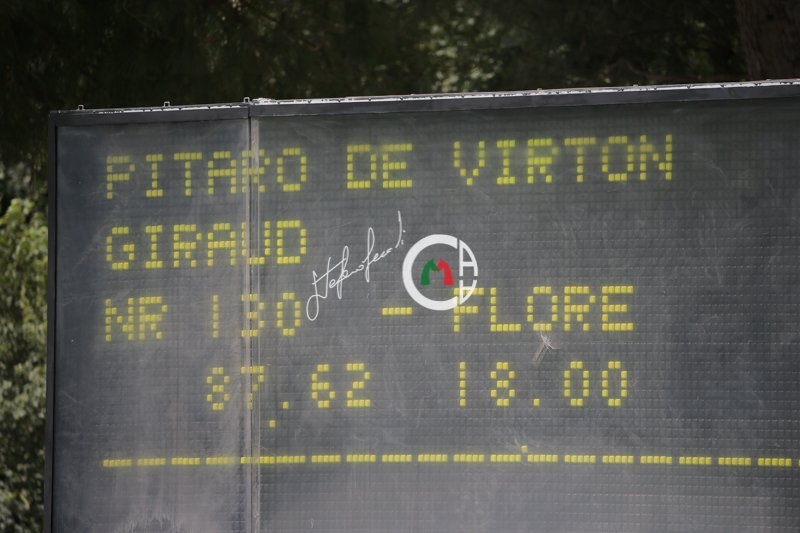 PITARO DE VIRTON
GIRAUD
NR 130 - FLORE
87.62 18.00